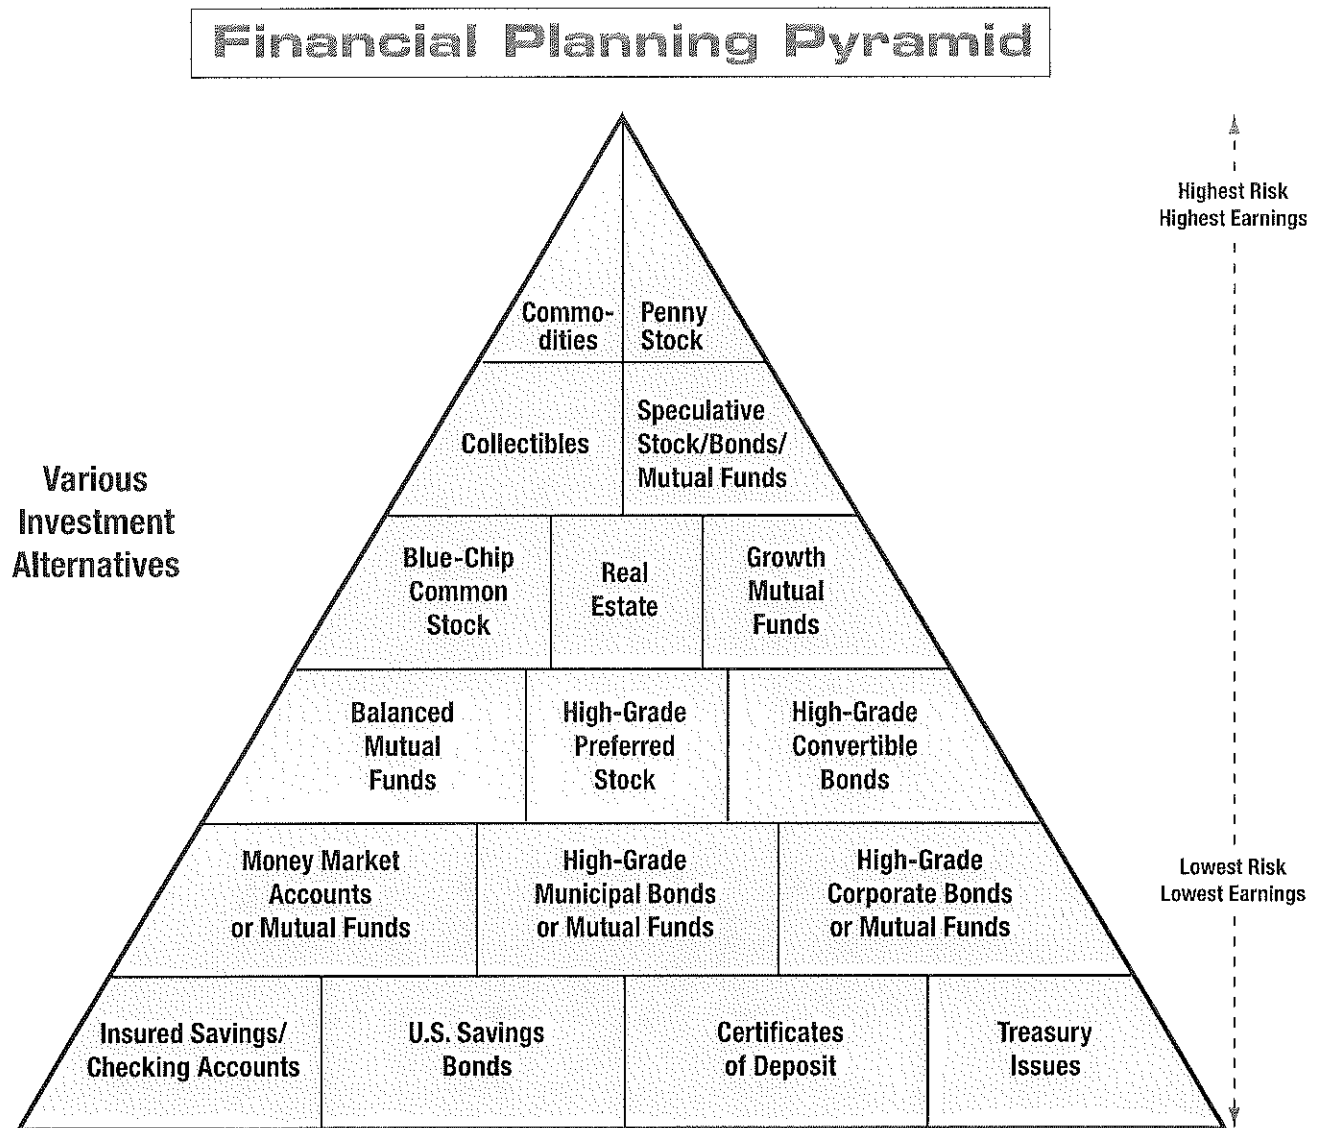 Financial Planning Pyramid
Highest Risk
Highest Earnings
Commo-
dities
Penny
Stock
Collectibles
Speculative
Stock/Bonds/
Mutual Funds
Various
Investment
Alternatives
Blue-Chip
Common
Stock
Real
Estate
Growth
Mutual
Funds
Balanced
Mutual
Funds
High-Grade
Preferred
Stock
High-Grade
Convertible
Bonds
Money Market
Accounts
or Mutual Funds
High-Grade
Municipal Bonds
or Mutual Funds
High-Grade
Corporate Bonds
or Mutual Funds
Lowest Risk
Lowest Earnings
Insured Savings/
Checking Accounts
U.S. Savings
Bonds
Certificates
of Deposit
Treasury
Issues